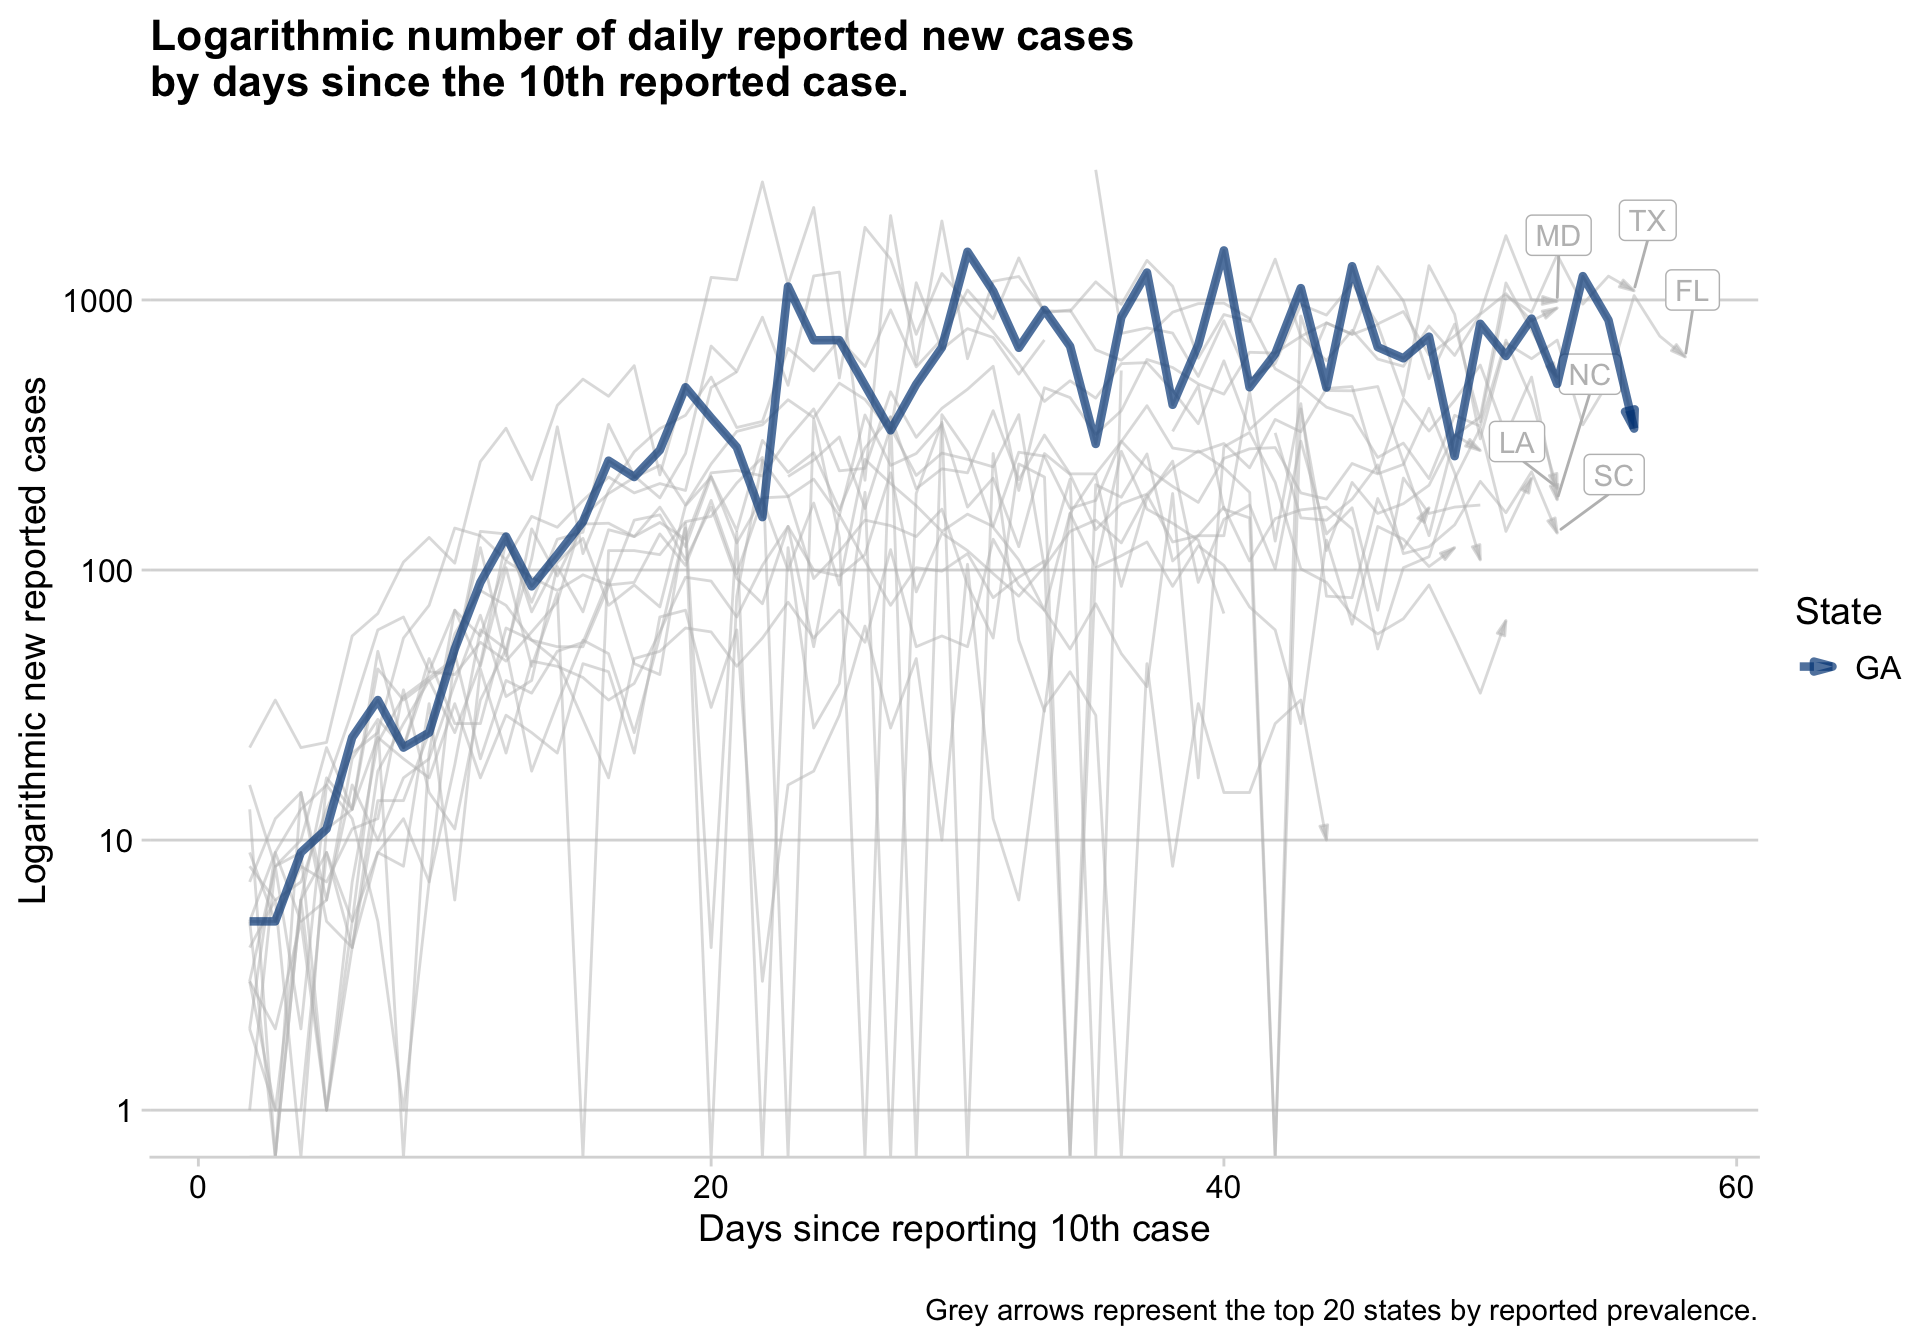 Logarithmic number of daily reported new cases
by days since the 10th reported case.
Logarithmic new reported cases
1000
100
10
1
MD
TX
FL
NC
LA
SC
State
GA
0
20
40
60
Days since reporting 10th case
Grey arrows represent the top 20 states by reported prevalence.